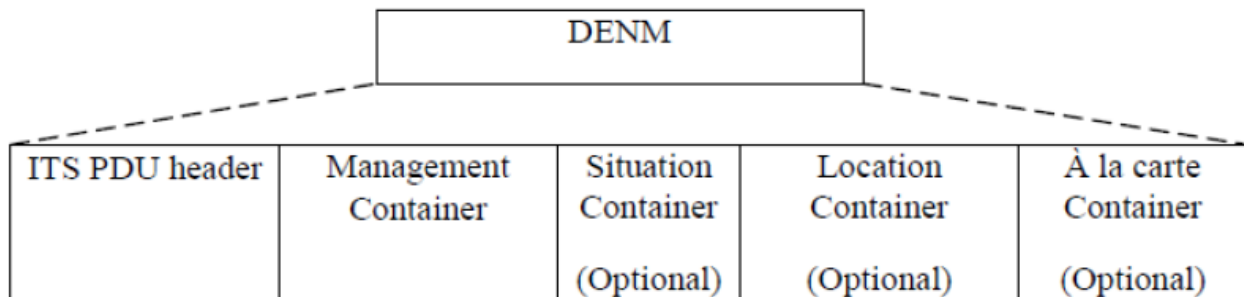 DENM
ITS PDU header
Management
Container
Situation
Container
(Optional)
Location
Container
(Optional)
À la carte
Container
(Optional)